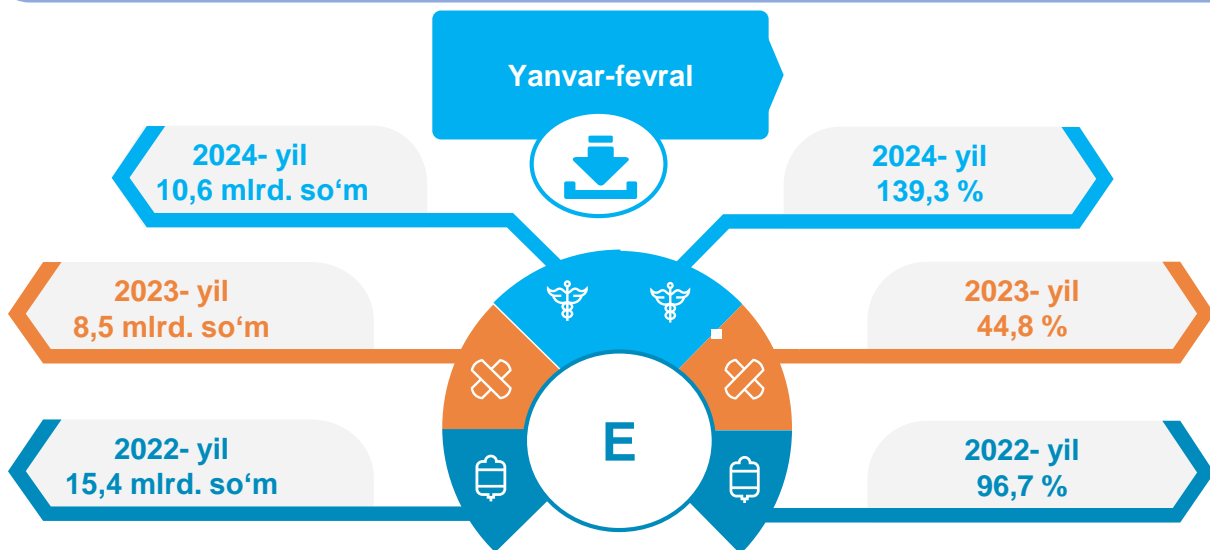 Yanvar-fevral
2024- yil
10,6 mlrd. so‘m
2024- yil
139,3 %
2023- yil
8,5 mlrd. so‘m
2023- yil
44,8 %
2022- yil
15,4 mlrd. so‘m
2022- yil
96,7 %
E